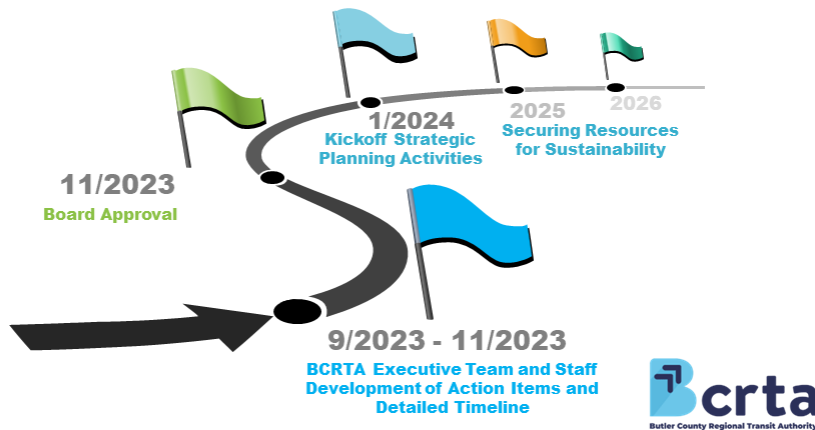 1/2024
Kickoff Strategic
Planning Activities
2025
2026
Securing Resources
for Sustainability
11/2023
Board Approval
9/2023 - 11/2023
BCRTA Executive Team and Staff
Development of Action Items and
Detailed Timeline
Bcrta
Butler County Regional Transit Authority